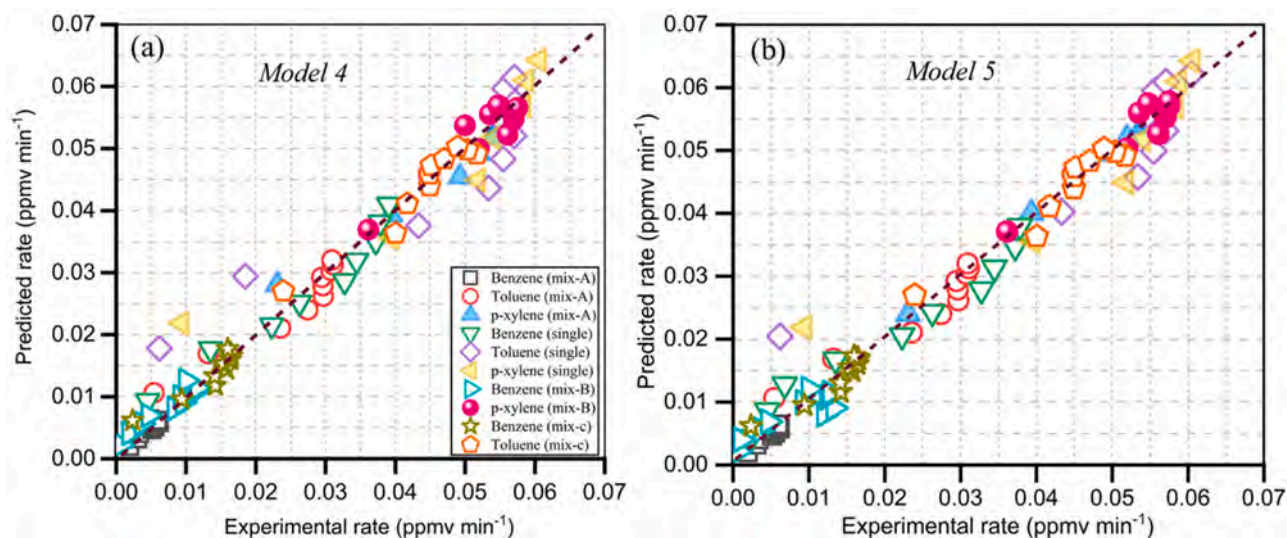 (a)
Model 4
Predicted rate (ppmv min⁻¹)
0.07
0.06
0.05
0.04
0.03
0.02
0.01
0.00
0.00 0.01 0.02 0.03 0.04 0.05 0.06 0.07
Experimental rate (ppmv min⁻¹)
Benzene (mix-A)
Toluene (mix-A)
p-xylene (mix-A)
Benzene (single)
Toluene (single)
p-xylene (single)
Benzene (mix-B)
p-xylene (mix-B)
Benzene (mix-c)
Toluene (mix-c)
(b)
Model 5
Predicted rate (ppmv min⁻¹)
0.07
0.06
0.05
0.04
0.03
0.02
0.01
0.00
0.00 0.01 0.02 0.03 0.04 0.05 0.06 0.07
Experimental rate (ppmv min⁻¹)